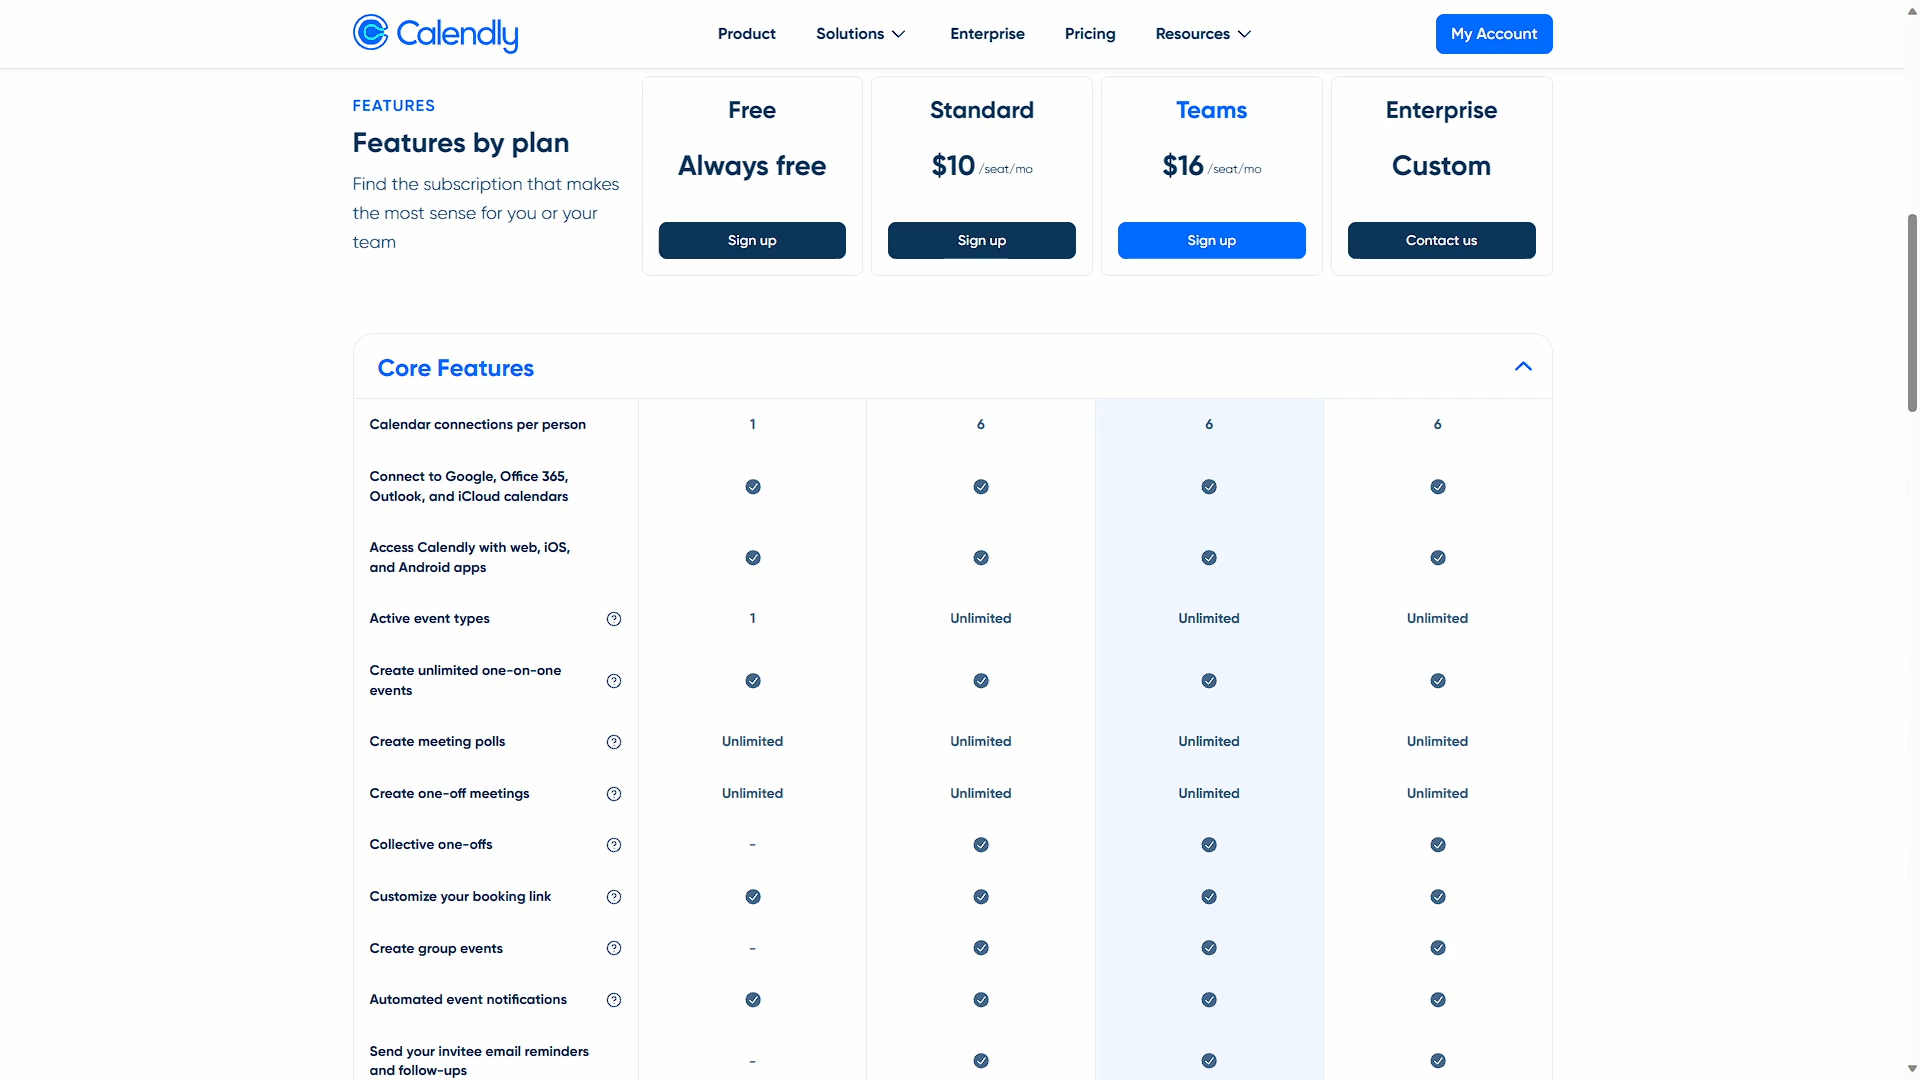 Calendly
Product
Solutions
Enterprise
Pricing
Resources
My Account
FEATURES
Features by plan
Find the subscription that makes
the most sense for you or your
team
Free
Always free
Sign up
Standard
$10 /seat/mo
Sign up
Teams
$16 /seat/mo
Sign up
Enterprise
Custom
Contact us
Core Features
Calendar connections per person 1 6 6 6
Connect to Google, Office 365,
Outlook, and iCloud calendars
Access Calendly with web, iOS,
and Android apps
Active event types ? 1 Unlimited Unlimited Unlimited
Create unlimited one-on-one
events ?
Create meeting polls ? Unlimited Unlimited Unlimited Unlimited
Create one-off meetings ? Unlimited Unlimited Unlimited Unlimited
Collective one-offs ? -
Customize your booking link ?
Create group events ? -
Automated event notifications ?
Send your invitee email reminders
and follow-ups -